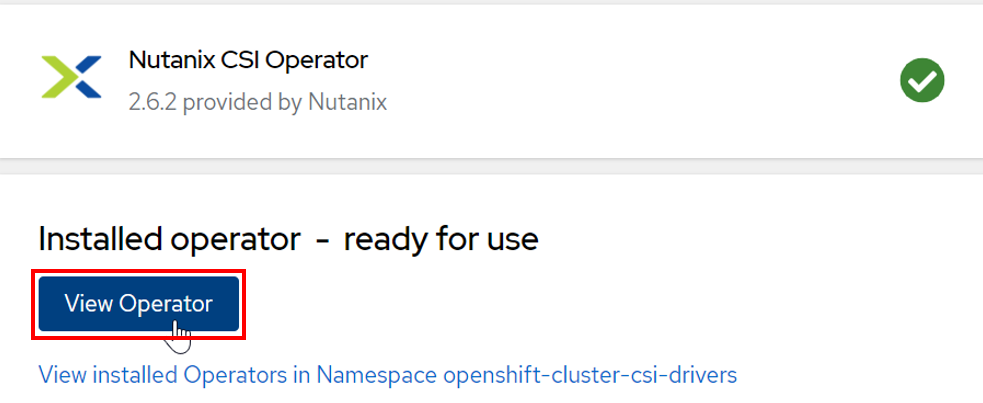 Nutanix CSI Operator
2.6.2 provided by Nutanix
Installed operator - ready for use
View Operator
View installed Operators in Namespace openshift-cluster-csi-drivers